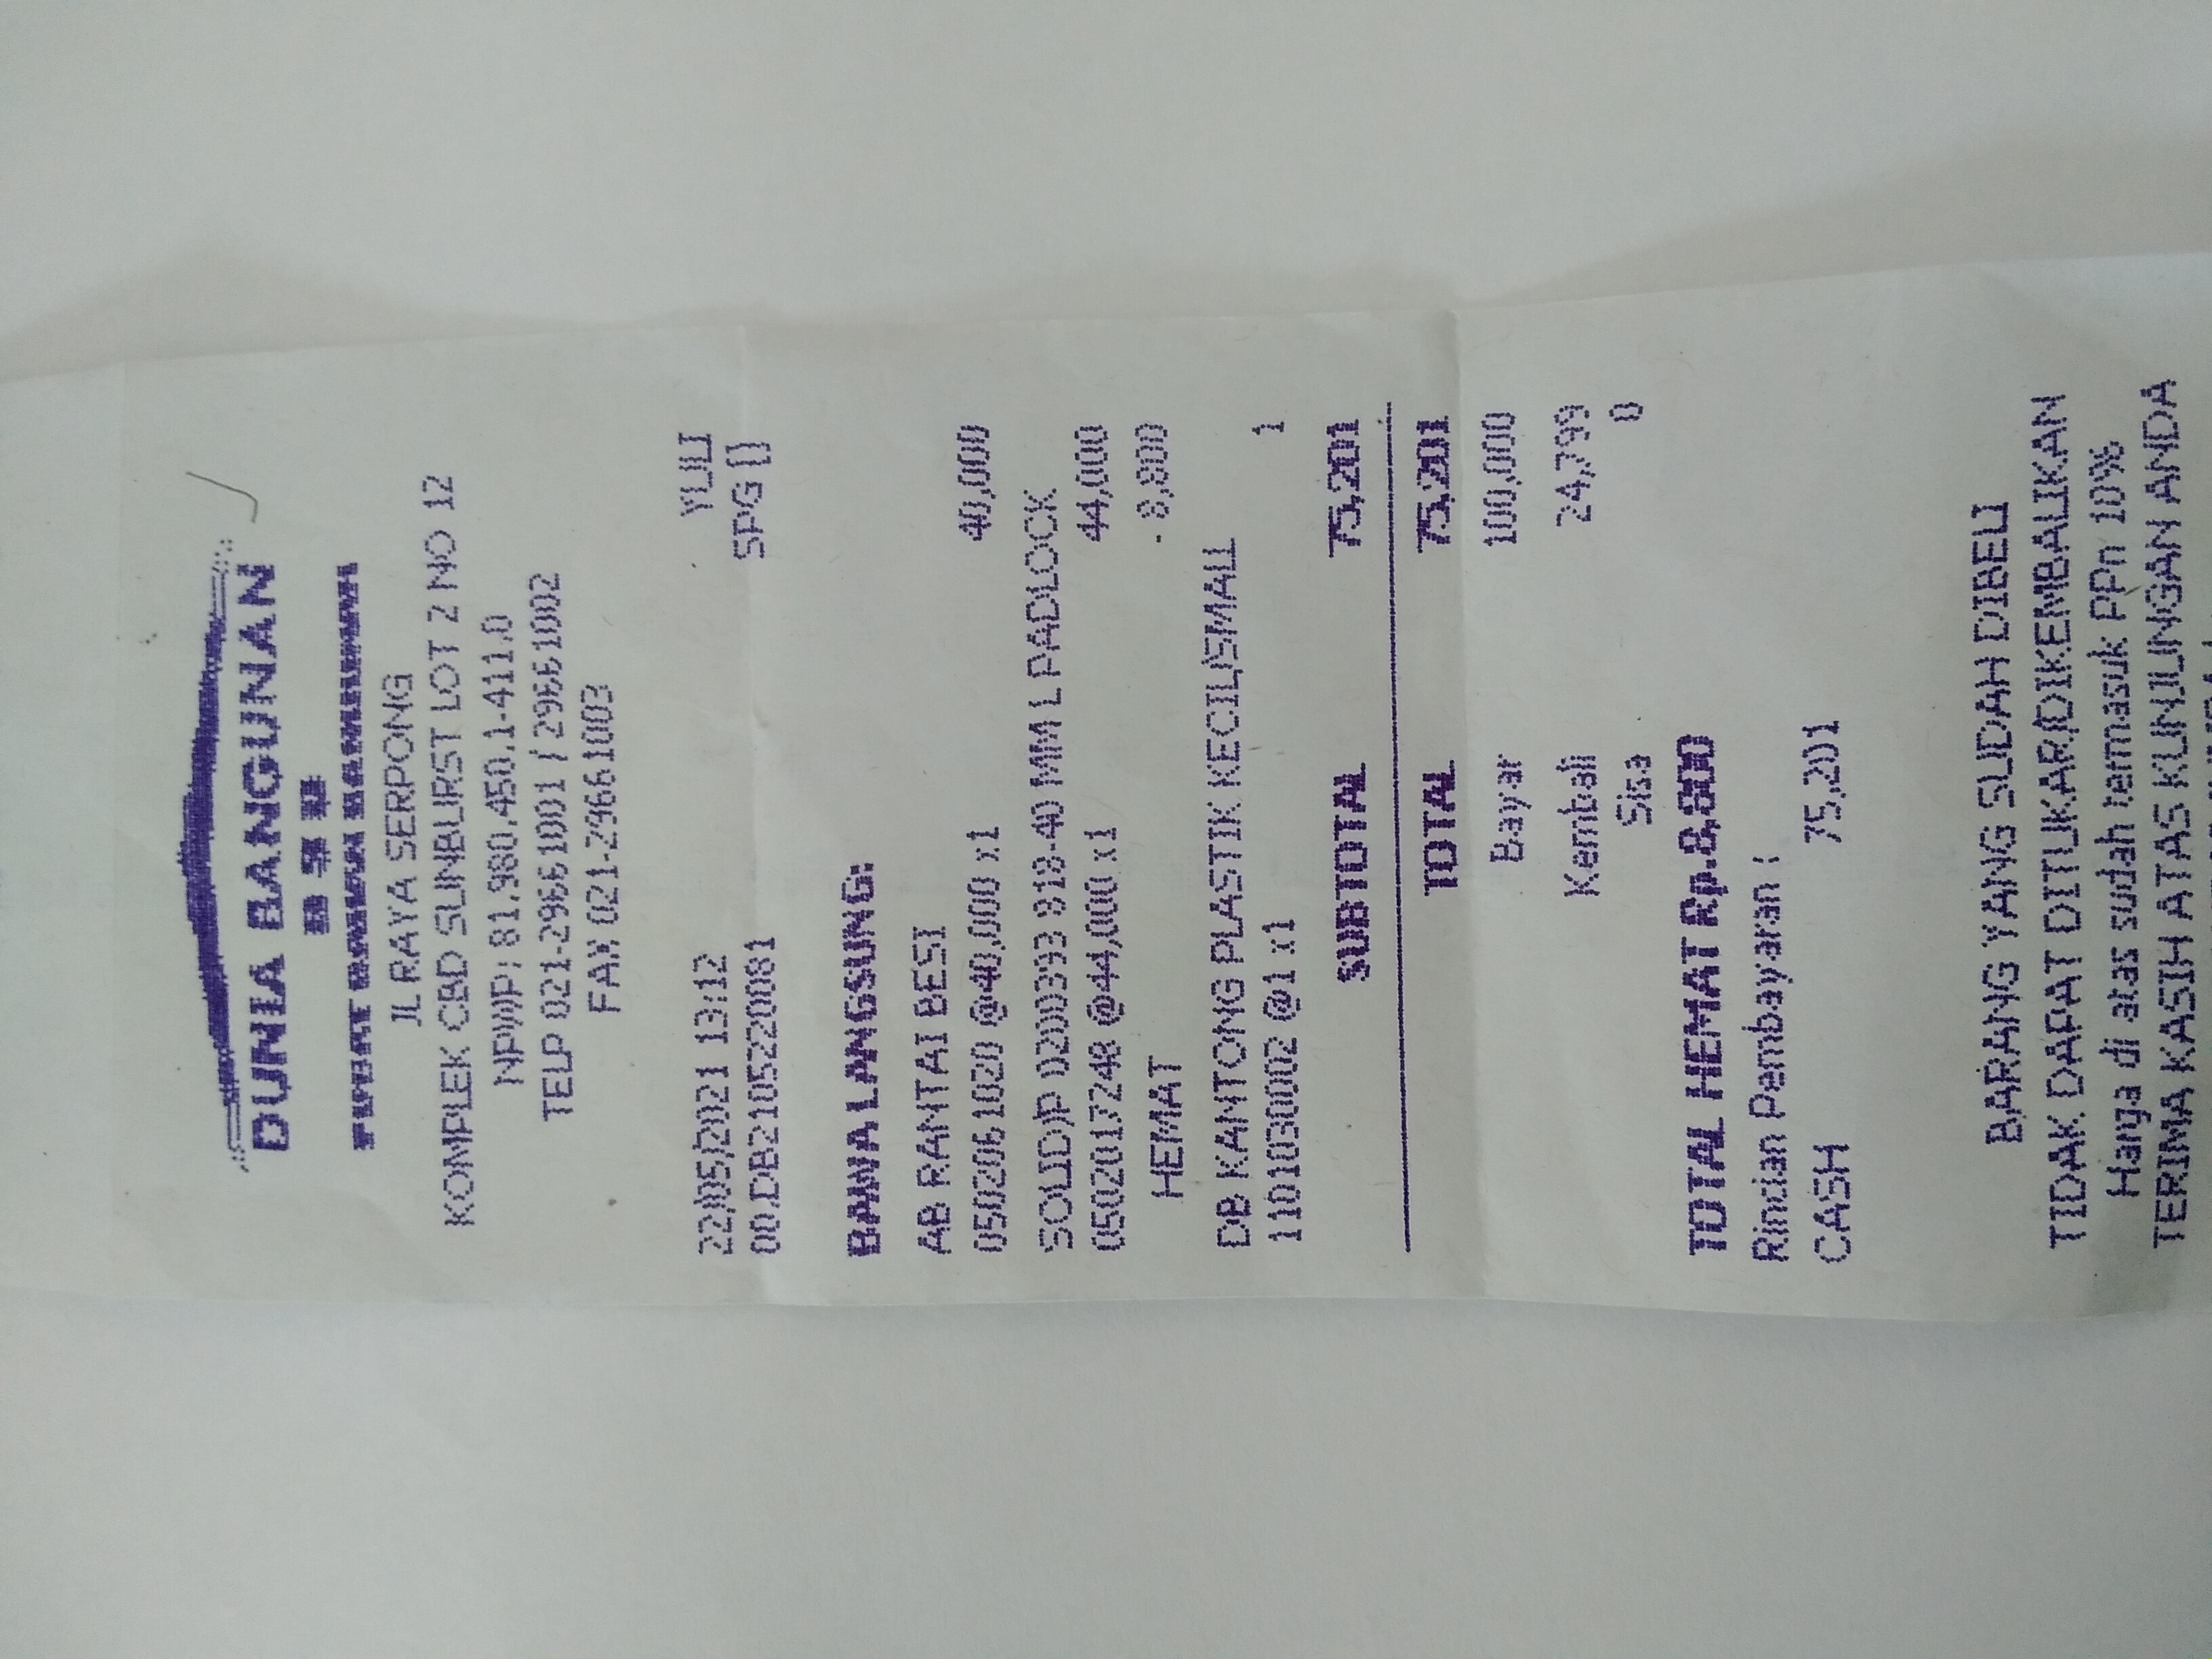 DUNIA BANGUNAN
BSD
JL RAYA SERPONG
KOMPLEK CBD SUNBURST LOT 2 NO 12
NPWP: 81.980.450.1-411.0
TELP 021-29661001 / 29661002
FAX 021-29661003
22/05/2021 13:12 YULI
00.DB2105220081 SPG ()
BAWA LANGSUNG:
AB RANTAI BESI
0502061020 @40,000 x1 40,000
SOLID/P 0200393 818-40 MM L PADLOCK
0502017248 @44,000 x1 44,000
HEMAT - 8,800
DB KANTONG PLASTIK KECIL/SMALL
1101030002 @1 x1 1
SUBTOTAL 75,201
TOTAL 75,201
Bayar 100,000
Kembali 24,799
Sisa 0
TOTAL HEMAT Rp.8,800
Rincian Pembayaran :
CASH 75,201
BARANG YANG SUDAH DIBELI
TIDAK DAPAT DITUKAR/DIKEMBALIKAN
Harga di atas sudah termasuk PPn 10%
TERIMA KASIH ATAS KUNJUNGAN ANDA